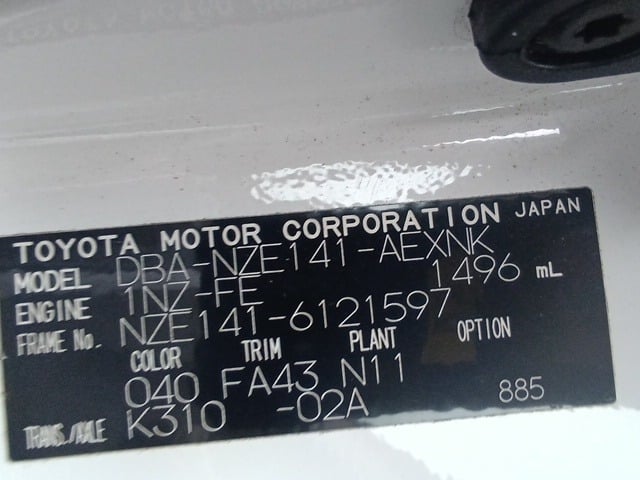 TOYOTA MOTOR CORPORATION JAPAN
MODEL DBA-NZE141-AEXNK
ENGINE 1NZ-FE 1496 mL
FRAME No. NZE141-6121597
COLOR TRIM PLANT OPTION
040 FA43 N11
TRANS./AXLE K310 -02A 885